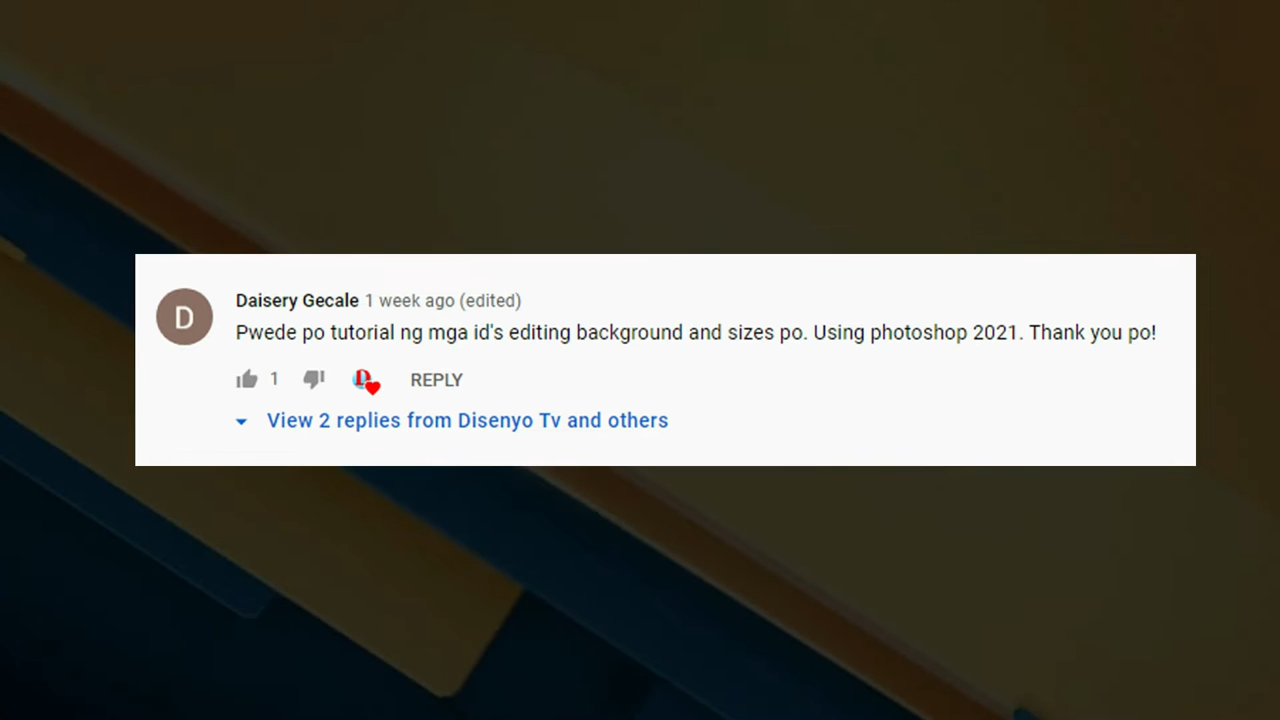 D
Daisery Gecale 1 week ago (edited)
Pwede po tutorial ng mga id's editing background and sizes po. Using photoshop 2021. Thank you po!
1 D REPLY
View 2 replies from Disenyo Tv and others